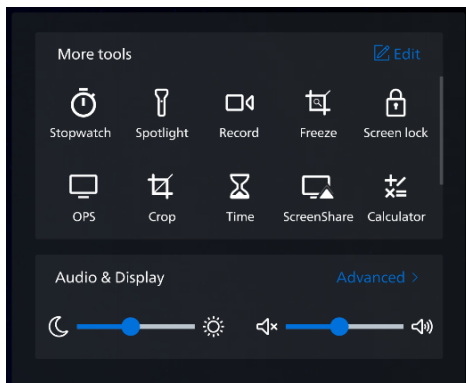 More tools Edit
Stopwatch Spotlight Record Freeze Screen lock
OPS Crop Time ScreenShare Calculator
Audio & Display Advanced >